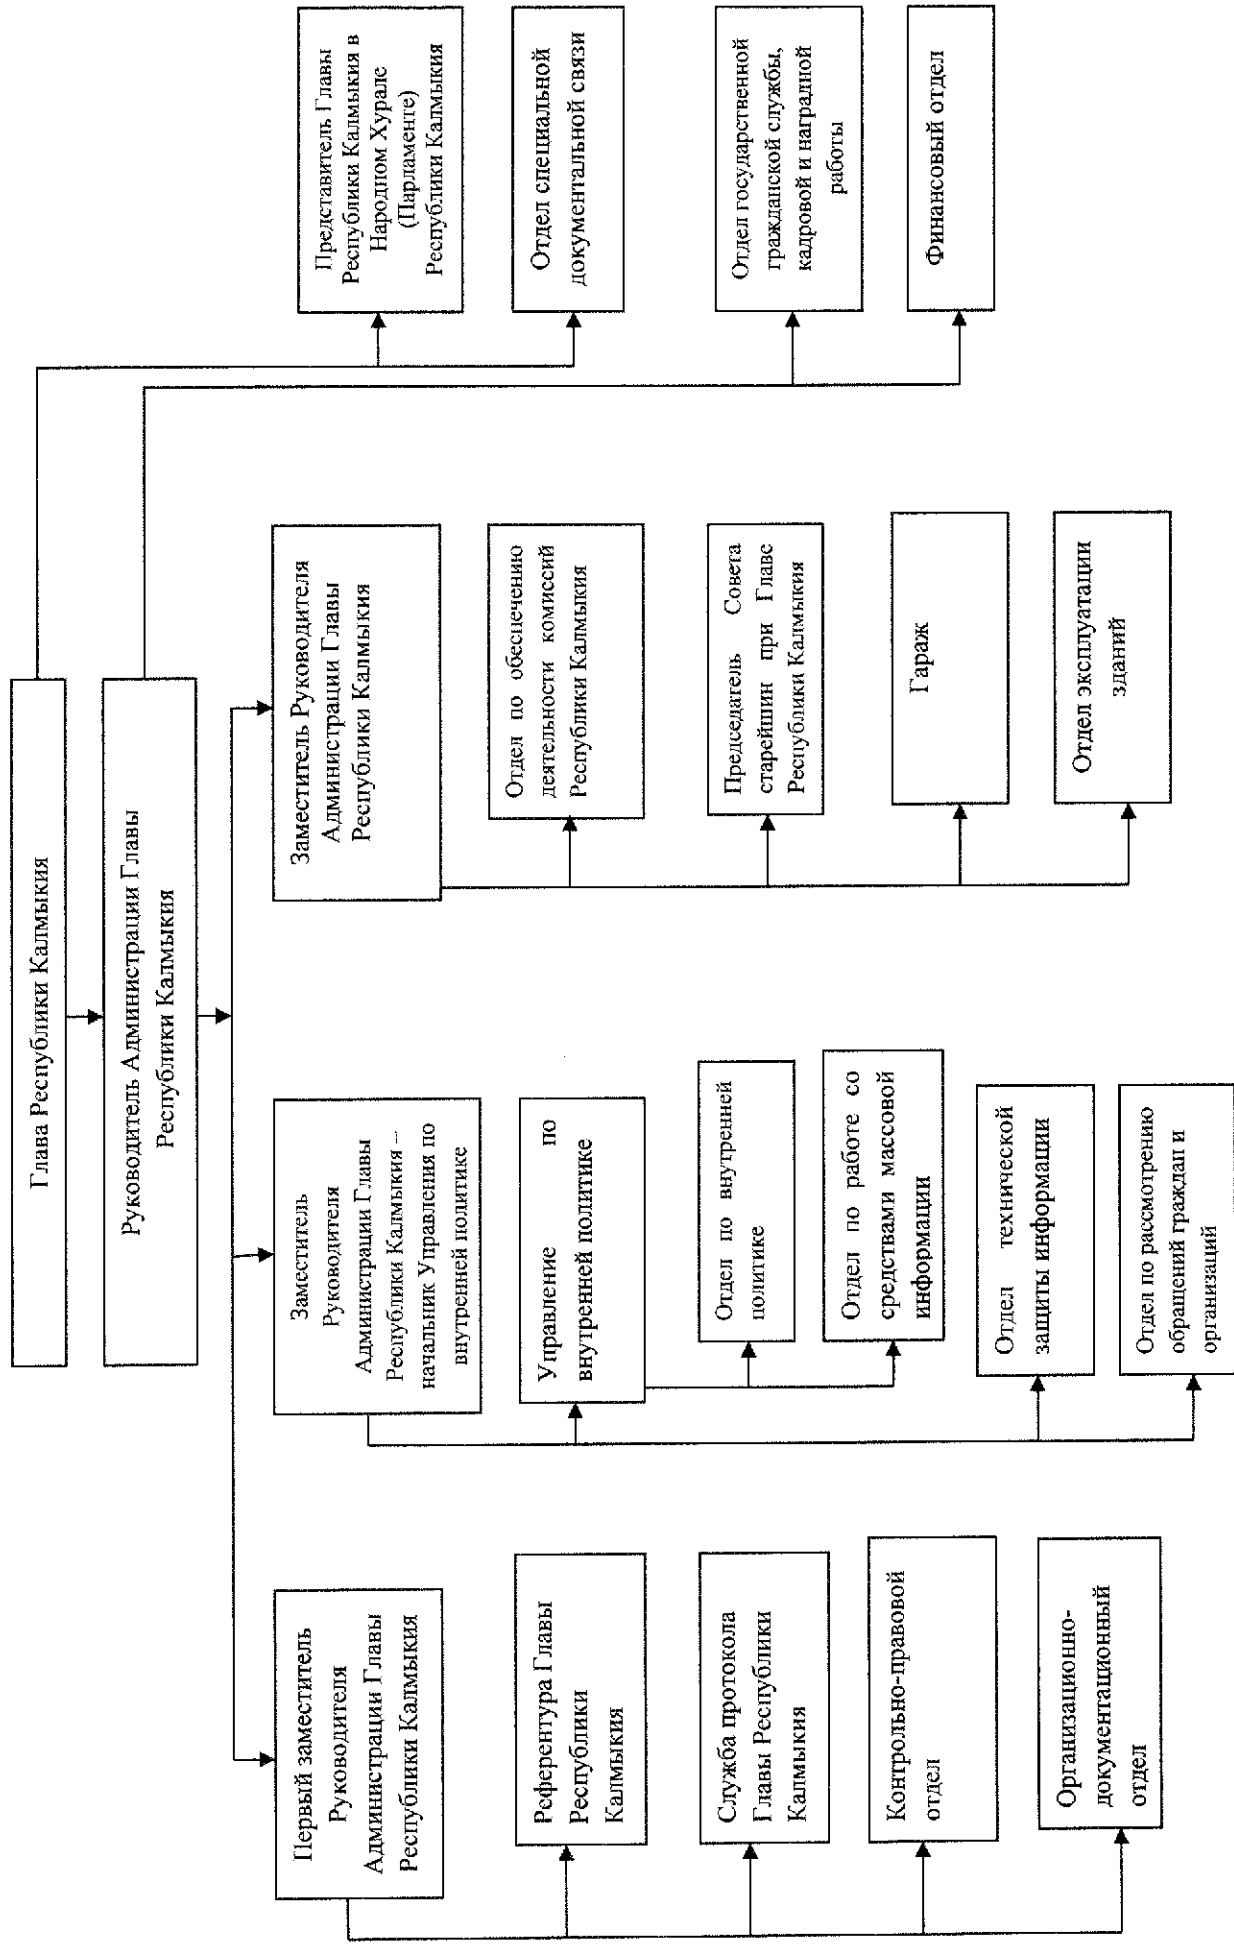 Глава Республики Калмыкия
Руководитель Администрации Главы
Республики Калмыкия
Первый заместитель
Руководителя
Администрации Главы
Республики Калмыкия
Референтура Главы
Республики
Калмыкия
Служба протокола
Главы Республики
Калмыкия
Контрольно-правовой
отдел
Организационно-
документационный
отдел
Заместитель
Руководителя
Администрации Главы
Республики Калмыкия –
начальник Управления по
внутренней политике
Управление по
внутренней политике
Отдел по внутренней
политике
Отдел по работе со
средствами массовой
информации
Отдел технической
защиты информации
Отдел по рассмотрению
обращений граждан и
организаций
Заместитель Руководителя
Администрации Главы
Республики Калмыкия
Отдел по обеспечению
деятельности комиссий
Республики Калмыкия
Председатель Совета
старейшин при Главе
Республики Калмыкия
Гараж
Отдел эксплуатации
зданий
Представитель Главы
Республики Калмыкия в
Народном Хурале
(Парламенте)
Республики Калмыкия
Отдел специальной
документальной связи
Отдел государственной
гражданской службы,
кадровой и наградной
работы
Финансовый отдел